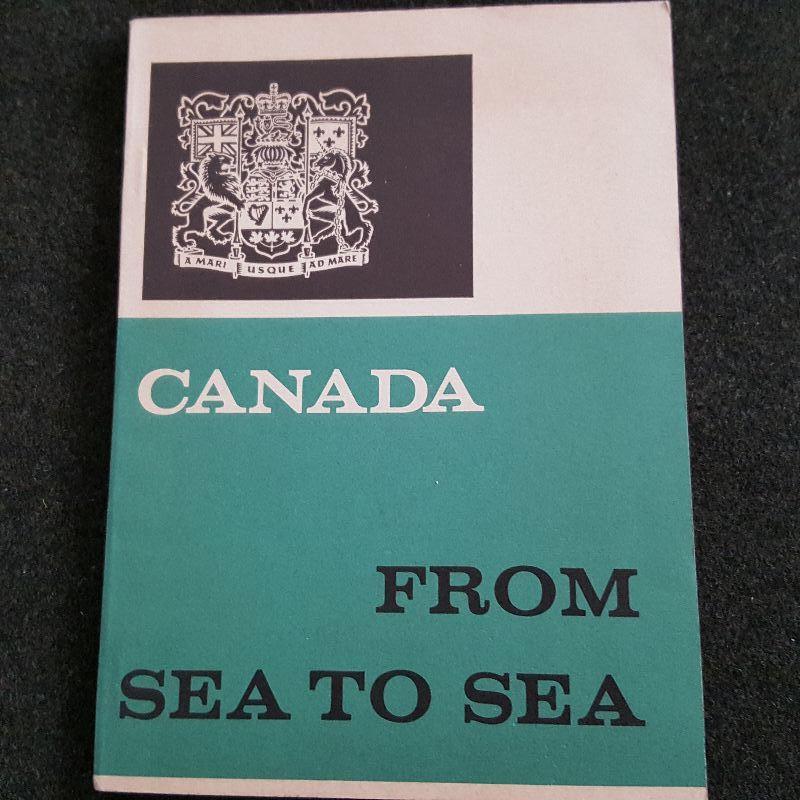 A MARI USQUE AD MARE
CANADA
FROM
SEA TO SEA